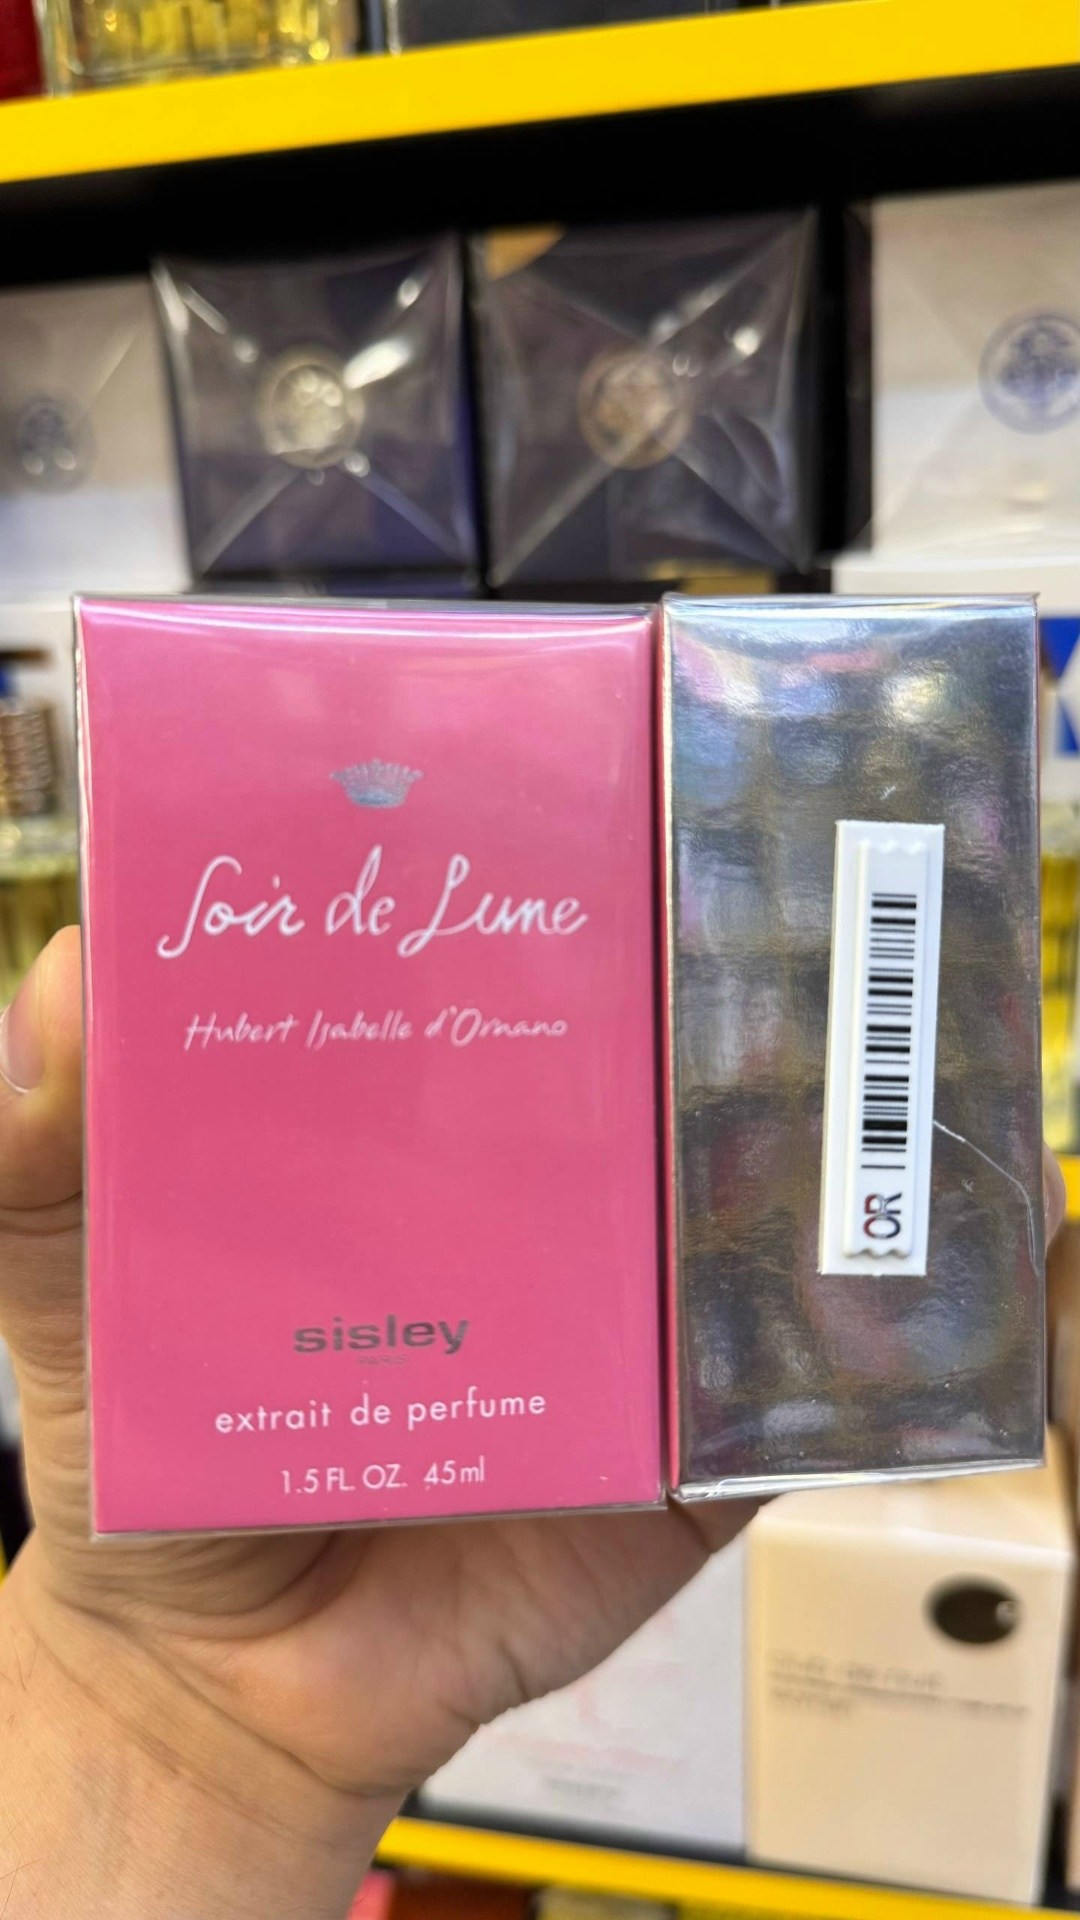 Soir de Lune
Hubert Isabelle d'Ornano
sisley
PARIS
extrait de perfume
1.5 FL. OZ. 45ml
OR